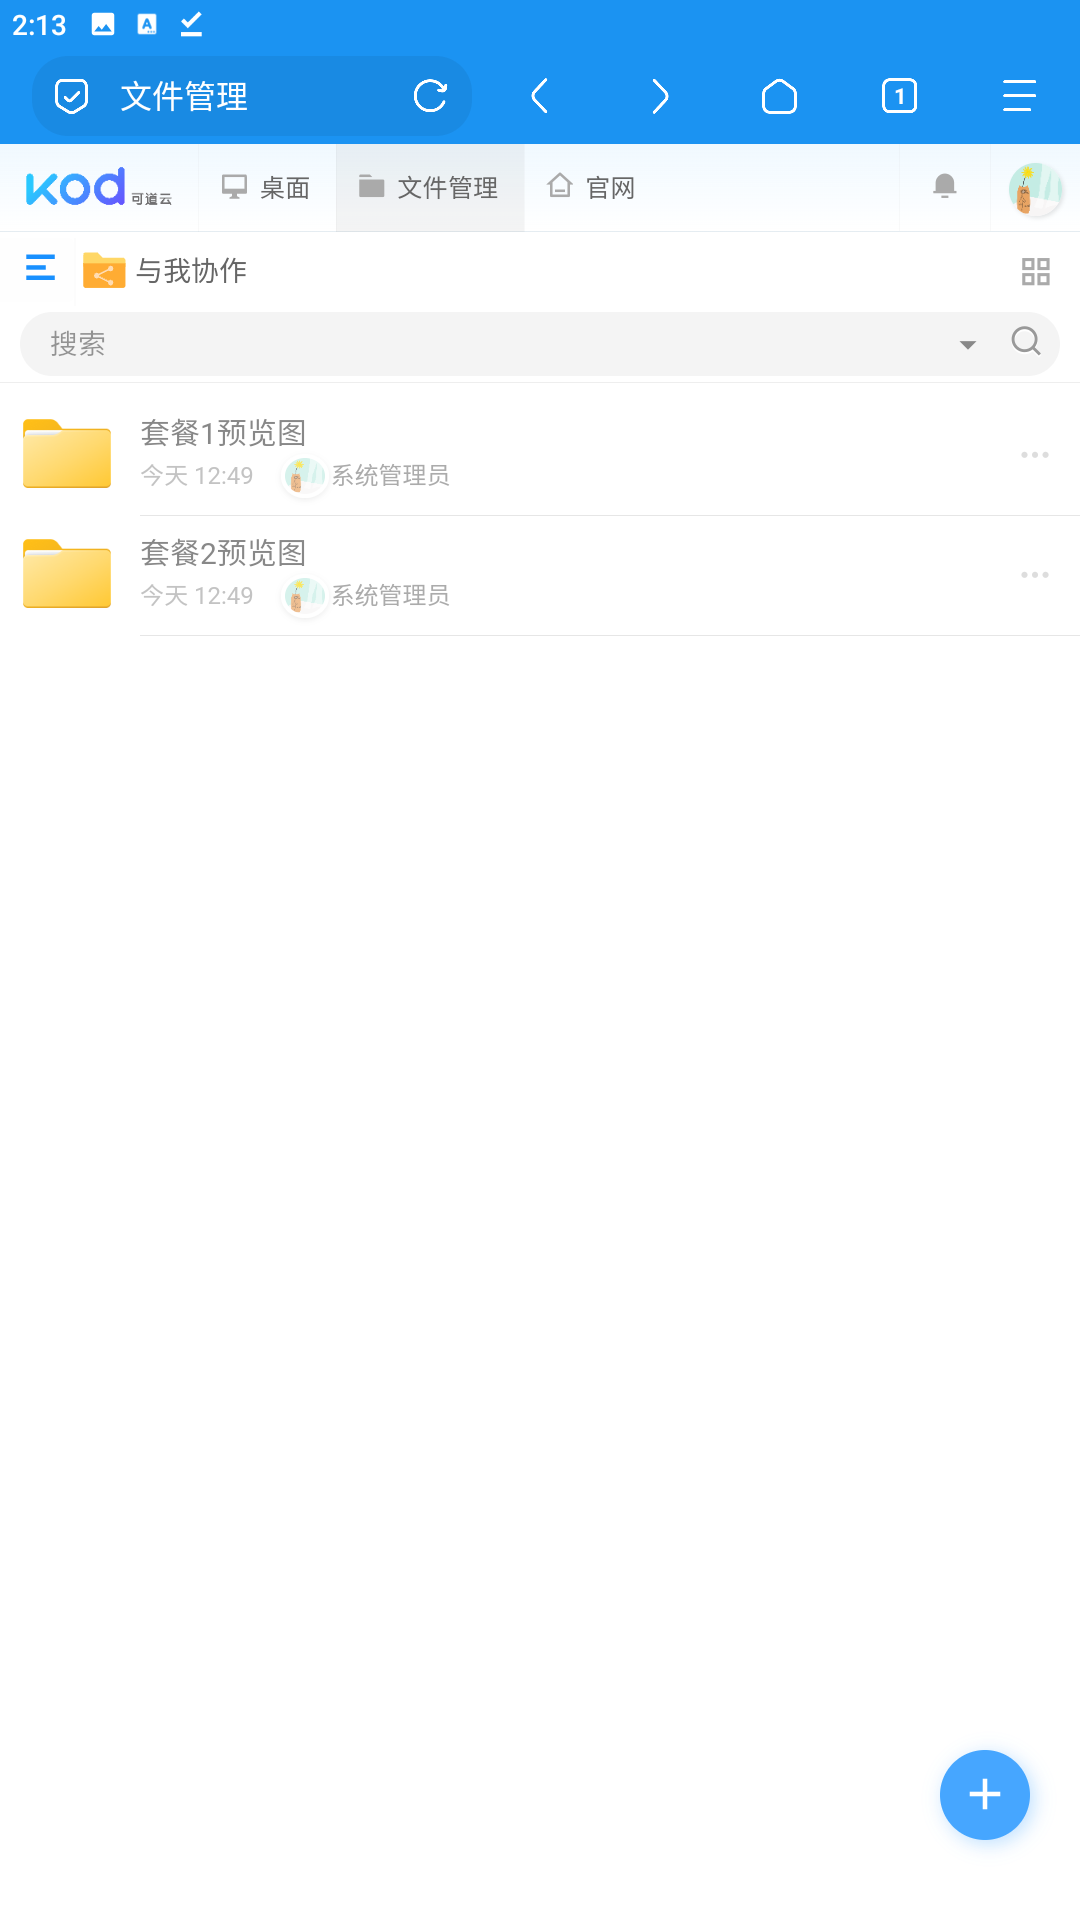 2:13
文件管理
1
kod 可道云 桌面 文件管理 官网
与我协作
搜索
套餐1预览图
今天 12:49 系统管理员
套餐2预览图
今天 12:49 系统管理员